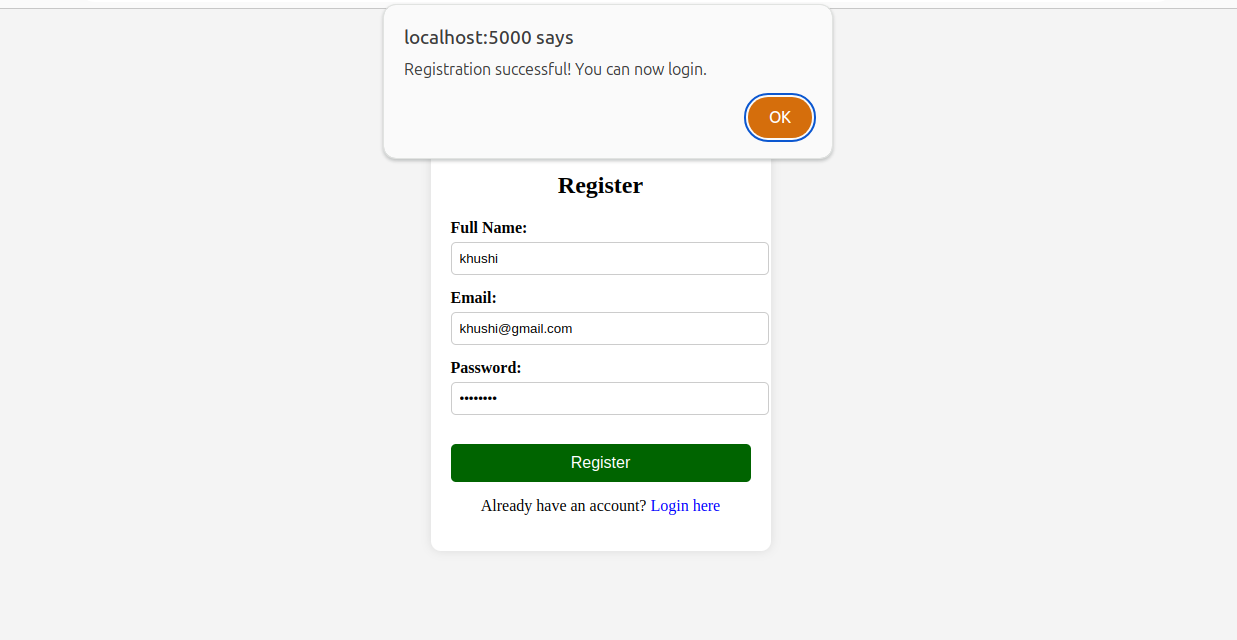 localhost:5000 says
Registration successful! You can now login.
OK
Register
Full Name:
khushi
Email:
khushi@gmail.com
Password:
••••••••
Register
Already have an account? Login here